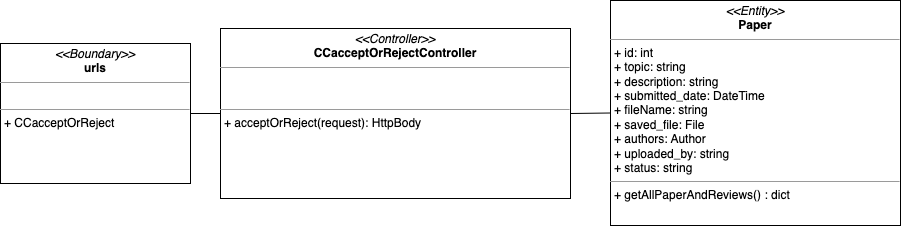 <<Boundary>>
urls
+ CCacceptOrReject
<<Controller>>
CCacceptOrRejectController
+ acceptOrReject(request): HttpBody
<<Entity>>
Paper
+ id: int
+ topic: string
+ description: string
+ submitted_date: DateTime
+ fileName: string
+ saved_file: File
+ authors: Author
+ uploaded_by: string
+ status: string
+ getAllPaperAndReviews() : dict